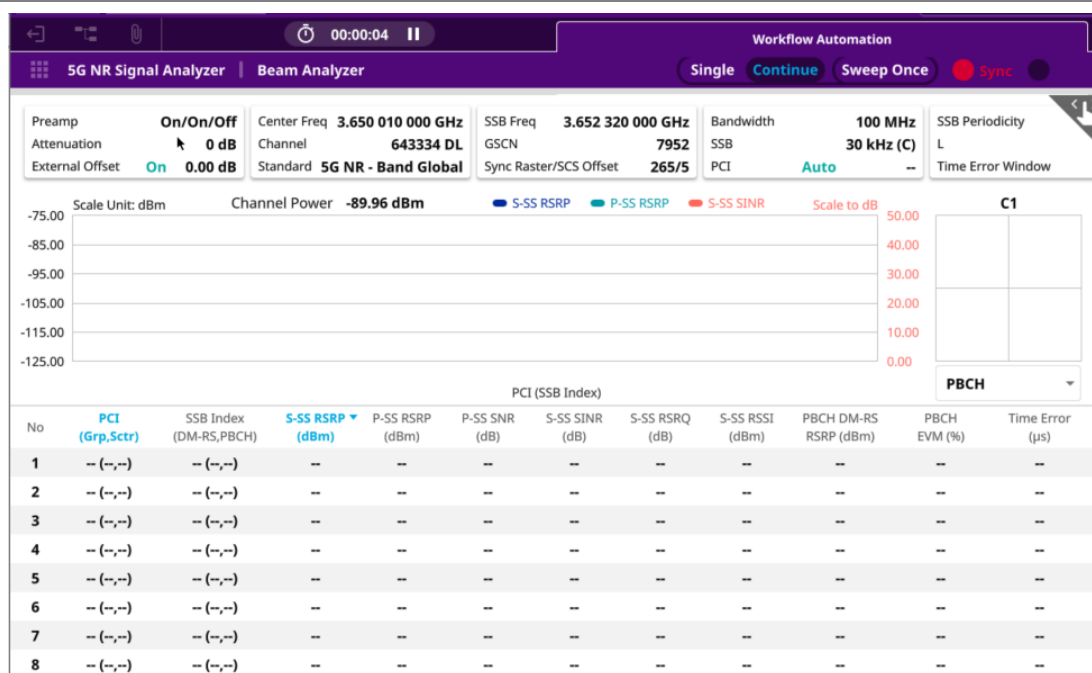 00:00:04
Workflow Automation
5G NR Signal Analyzer | Beam Analyzer Single Continue Sweep Once Sync
Preamp On/On/Off Center Freq 3.650 010 000 GHz SSB Freq 3.652 320 000 GHz Bandwidth 100 MHz SSB Periodicity
Attenuation 0 dB Channel 643334 DL GSCN 7952 SSB 30 kHz (C) L
External Offset On 0.00 dB Standard 5G NR - Band Global Sync Raster/SCS Offset 265/5 PCI Auto -- Time Error Window
Scale Unit: dBm Channel Power -89.96 dBm S-SS RSRP P-SS RSRP S-SS SINR Scale to dB C1
-75.00 50.00
-85.00 40.00
-95.00 30.00
-105.00 20.00
-115.00 10.00
-125.00 0.00
PCI (SSB Index) PBCH
No PCI SSB Index S-SS RSRP P-SS RSRP P-SS SNR S-SS SINR S-SS RSRQ S-SS RSSI PBCH DM-RS PBCH Time Error
(Grp,Sctr) (DM-RS,PBCH) (dBm) (dBm) (dB) (dB) (dB) (dBm) RSRP (dBm) EVM (%) (µs)
1 -- (--,--) -- (--,--) -- -- -- -- -- -- -- -- --
2 -- (--,--) -- (--,--) -- -- -- -- -- -- -- -- --
3 -- (--,--) -- (--,--) -- -- -- -- -- -- -- -- --
4 -- (--,--) -- (--,--) -- -- -- -- -- -- -- -- --
5 -- (--,--) -- (--,--) -- -- -- -- -- -- -- -- --
6 -- (--,--) -- (--,--) -- -- -- -- -- -- -- -- --
7 -- (--,--) -- (--,--) -- -- -- -- -- -- -- -- --
8 -- (--,--) -- (--,--) -- -- -- -- -- -- -- -- --